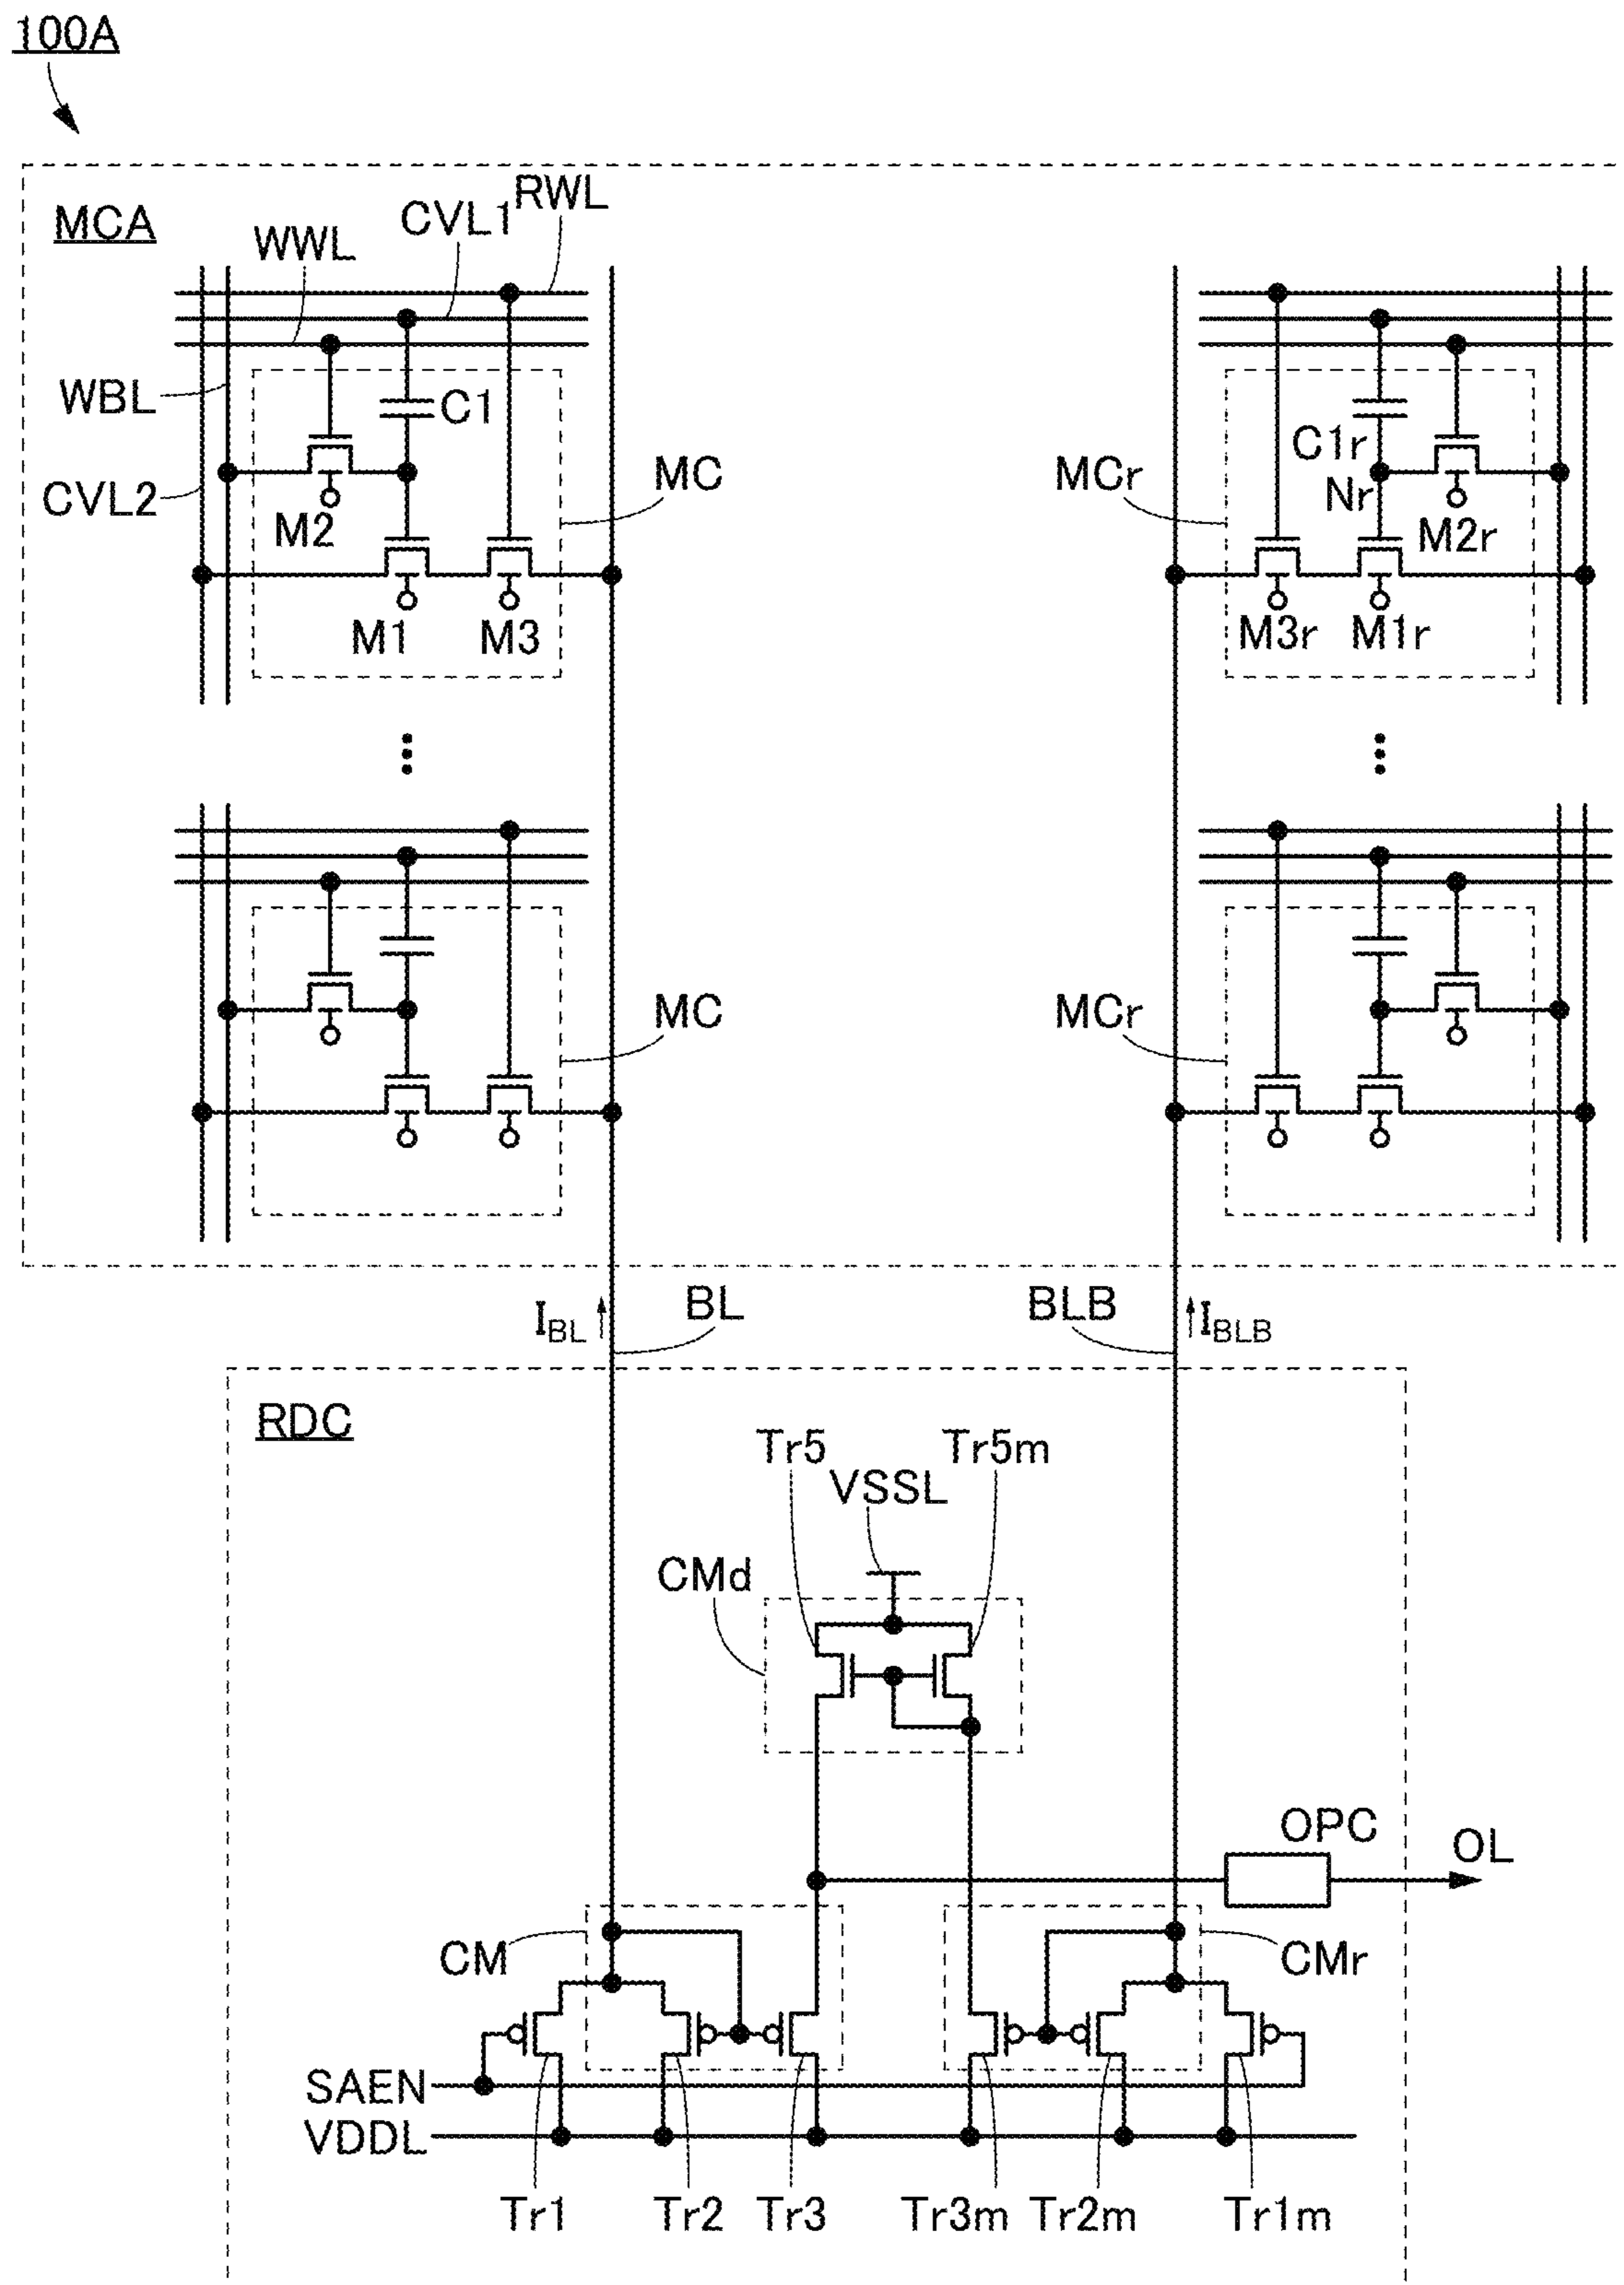 100A
MCA
WWL
CVL1
RWL
WBL
CVL2
C1
M2
MC
M1
M3
MCr
C1r
Nr
M2r
M3r
M1r
MC
MCr
IBL
BL
BLB
IBLB
RDC
Tr5
Tr5m
VSSL
CMd
OPC
OL
CM
CMr
SAEN
VDDL
Tr1
Tr2
Tr3
Tr3m
Tr2m
Tr1m